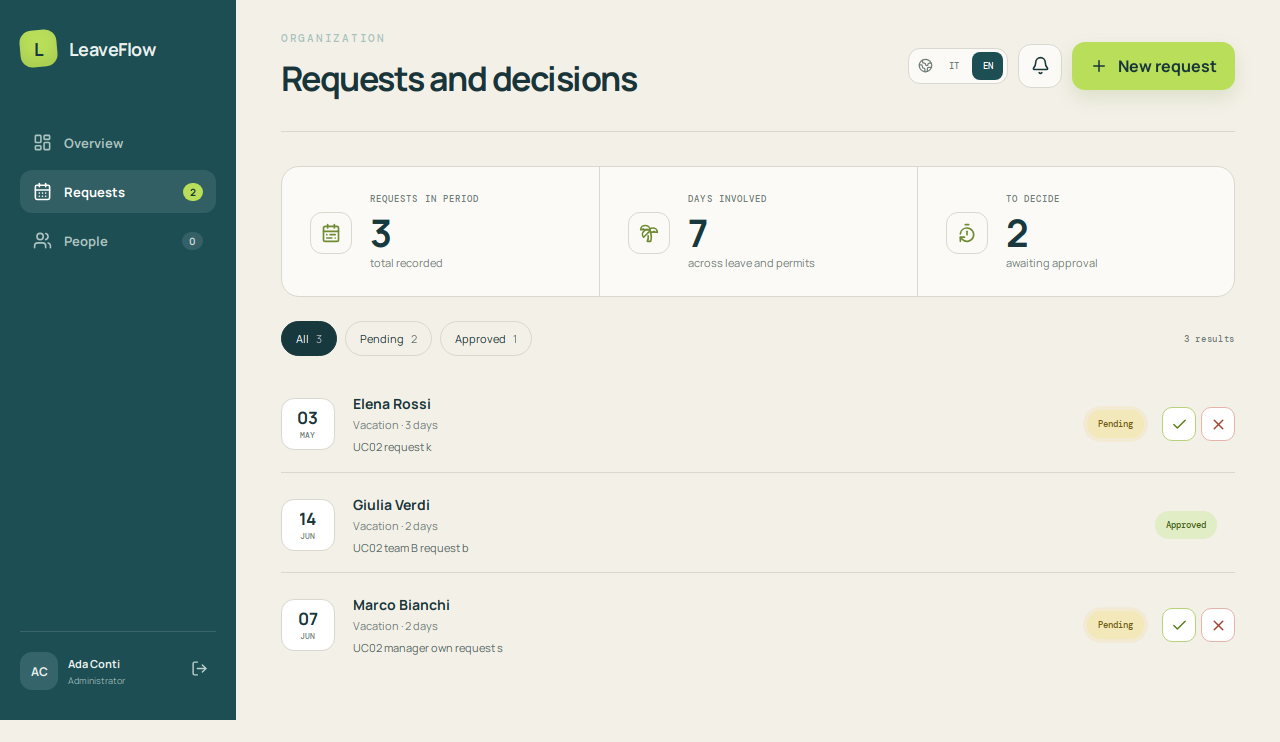 L LeaveFlow
Overview
Requests 2
People 0
AC Ada Conti
Administrator
ORGANIZATION
Requests and decisions
IT EN
New request
REQUESTS IN PERIOD
3
total recorded
DAYS INVOLVED
7
across leave and permits
TO DECIDE
2
awaiting approval
All 3
Pending 2
Approved 1
3 results
03 MAY
Elena Rossi
Vacation · 3 days
UC02 request k
Pending
14 JUN
Giulia Verdi
Vacation · 2 days
UC02 team B request b
Approved
07 JUN
Marco Bianchi
Vacation · 2 days
UC02 manager own request s
Pending